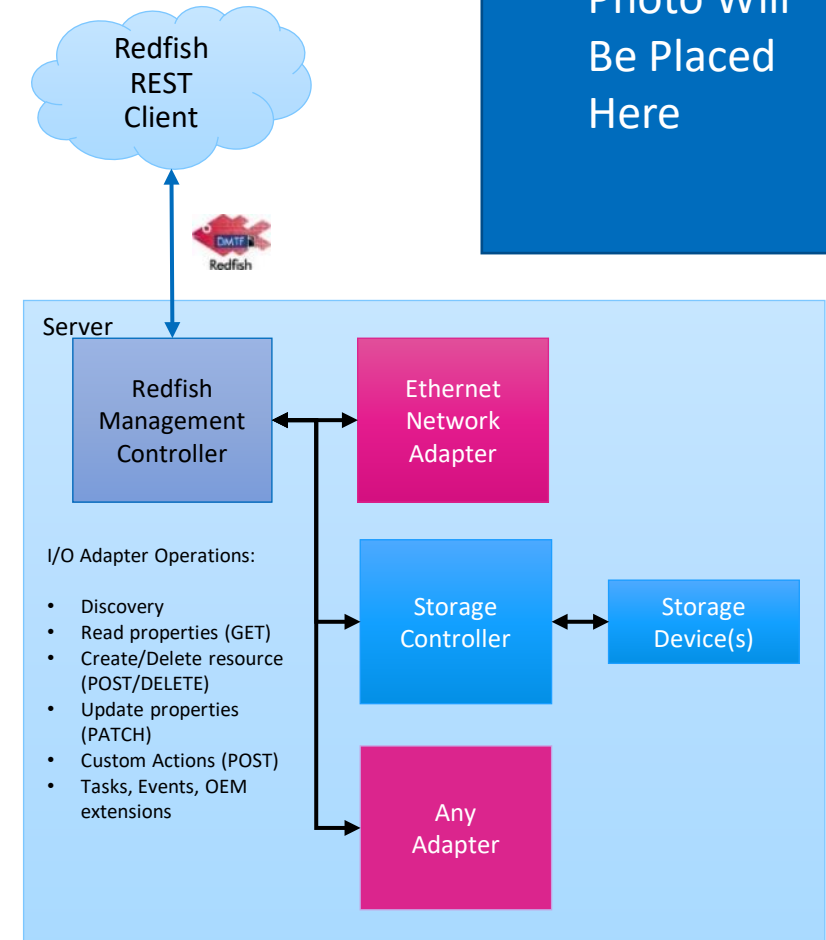 Photo Will
Be Placed
Here
Redfish
REST
Client
DMTF
Redfish
Server
Redfish
Management
Controller
Ethernet
Network
Adapter
I/O Adapter Operations:
• Discovery
• Read properties (GET)
• Create/Delete resource
(POST/DELETE)
• Update properties
(PATCH)
• Custom Actions (POST)
• Tasks, Events, OEM
extensions
Storage
Controller
Storage
Device(s)
Any
Adapter